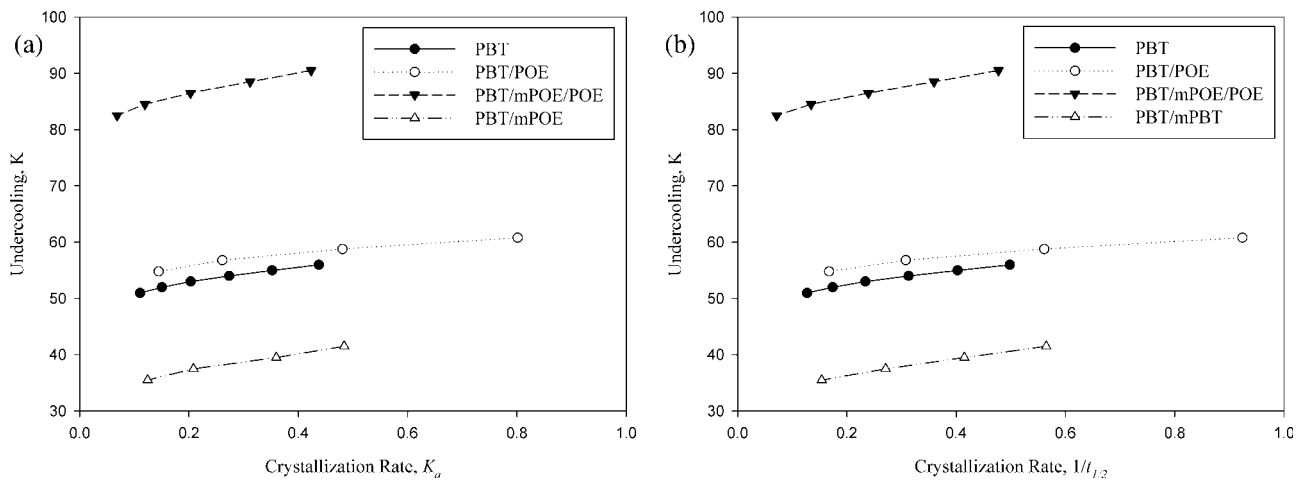 (a)
100
90
80
70
60
50
40
30
Undercooling, K
PBT
PBT/POE
PBT/mPOE/POE
PBT/mPOE
0.0 0.2 0.4 0.6 0.8 1.0
Crystallization Rate, Ka
(b)
100
90
80
70
60
50
40
30
Undercooling, K
PBT
PBT/POE
PBT/mPOE/POE
PBT/mPBT
0.0 0.2 0.4 0.6 0.8 1.0
Crystallization Rate, 1/t1/2